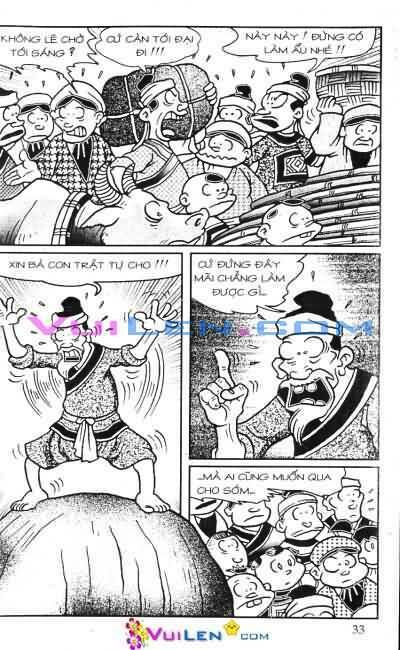 KHÔNG LẼ CHỜ
TỚI SÁNG ?
CỨ CÀN TỚI ĐẠI
ĐI !!!
NÀY NÀY ! ĐỪNG CÓ
LÀM ẨU NHÉ !!
XIN BÀ CON TRẬT TỰ CHO !!!
CỨ ĐỨNG ĐÂY
MÃI CHẲNG LÀM
ĐƯỢC GÌ...
VUILEN.COM
...MÀ AI CŨNG MUỐN QUA
CHO SỚM...
33
VUILEN.COM